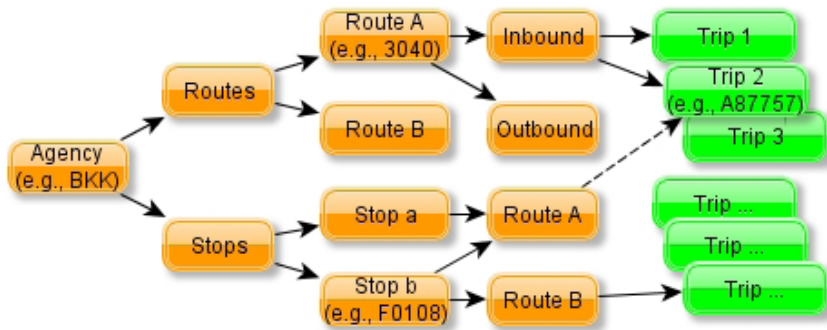 Route A
(e.g., 3040)
Inbound
Trip 1
Routes
Trip 2
(e.g., A87757)
Route B
Outbound
Trip 3
Agency
(e.g., BKK)
Stop a
Route A
Trip ...
Stops
Trip ...
Stop b
(e.g., F0108)
Route B
Trip ...